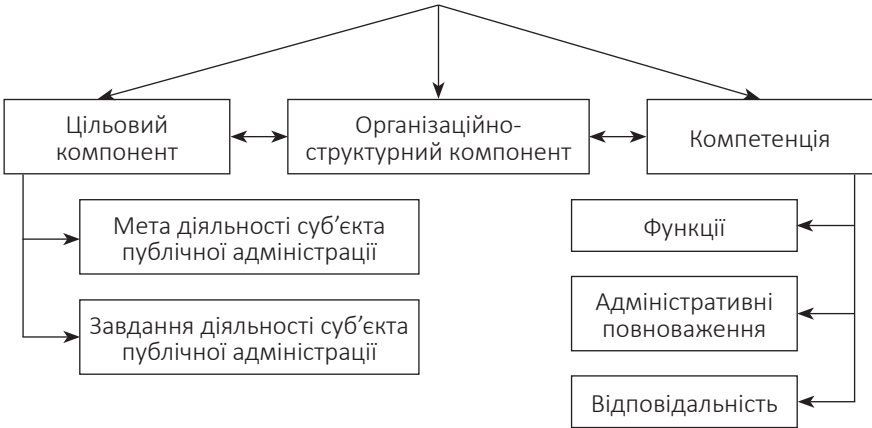 Цільовий
компонент
Організаційно-
структурний компонент
Компетенція
Мета діяльності суб’єкта
публічної адміністрації
Завдання діяльності суб’єкта
публічної адміністрації
Функції
Адміністративні
повноваження
Відповідальність